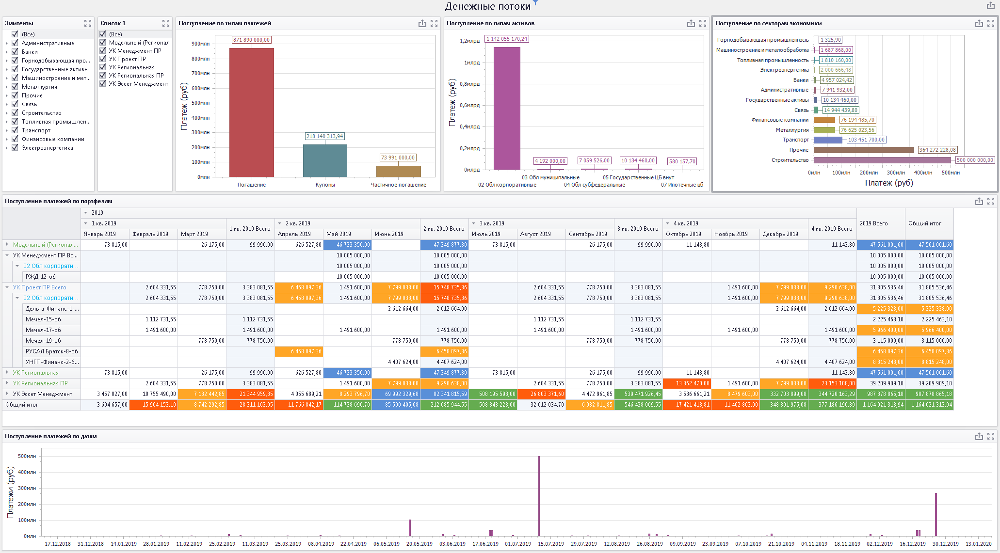 Денежные потоки
Эмитенты
(Все)
Административные
Банки
Горнодобывающая про...
Государственные активы
Машиностроение и мет...
Металлургия
Прочие
Связь
Строительство
Топливная промышлен...
Транспорт
Финансовые компании
Электроэнергетика
Список 1
(Все)
Модельный (Регионал
УК Менеджмент ПР
УК Проект ПР
УК Региональная
УК Региональная ПР
УК Эссет Менеджмент
Поступление по типам платежей
Платеж (руб)
900млн
800млн
700млн
600млн
500млн
400млн
300млн
200млн
100млн
0млн
871 890 000,00
218 140 313,94
73 991 000,00
Погашение Купоны Частичное погашение
Поступление по типам активов
Платеж (руб)
1,2млрд
1млрд
0,8млрд
0,6млрд
0,4млрд
0,2млрд
0млрд
1 142 055 170,24
4 192 000,00
7 059 526,00
10 134 460,00
580 157,70
03 Обл муниципальные 05 Государственные ЦБ внут
02 Обл корпоративные 04 Обл субфедеральные 07 Ипотечные цб
Поступление по секторам экономики
Горнодобывающая промышленность 1 325,90
Машиностроение и металообработка 1 687 868,00
Топливная промышленность 1 810 160,00
Электроэнергетика 2 000 666,48
Банки 4 957 024,42
Административные 7 941 932,00
Государственные активы 10 134 460,00
Связь 14 944 439,80
Финансовые компании 76 194 485,70
Металлургия 76 625 023,56
Транспорт 103 451 700,00
Прочие 364 272 228,08
Строительство 500 000 000,00
0млн 100млн 200млн 300млн 400млн 500млн
Платеж (руб)
Поступление платежей по портфелям
2019
1 кв. 2019 1 кв. 2019 Всего 2 кв. 2019 2 кв. 2019 Всего 3 кв. 2019 3 кв. 2019 Всего 4 кв. 2019 4 кв. 2019 Всего 2019 Всего Общий итог
Январь 2019 Февраль 2019 Март 2019 Апрель 2019 Май 2019 Июнь 2019 Июль 2019 Август 2019 Сентябрь 2019 Октябрь 2019 Ноябрь 2019 Декабрь 2019
Модельный (Регионал... 73 815,00 26 175,00 99 990,00 626 527,80 46 723 350,00 47 349 877,80 73 815,00 26 175,00 99 990,00 11 143,80 11 143,80 47 561 001,60 47 561 001,60
УК Менеджмент ПР Вс... 10 005 000,00 10 005 000,00 10 005 000,00 10 005 000,00
02 Обл корпорати... 10 005 000,00 10 005 000,00 10 005 000,00 10 005 000,00
РЖД-12-об 10 005 000,00 10 005 000,00 10 005 000,00 10 005 000,00
УК Проект ПР Всего 2 604 331,55 778 750,00 3 383 081,55 6 458 097,36 1 491 600,00 7 799 038,00 15 748 735,36 2 604 331,55 778 750,00 3 383 081,55 1 491 600,00 7 799 038,00 9 290 638,00 31 805 536,46 31 805 536,46
02 Обл корпорати... 2 604 331,55 778 750,00 3 383 081,55 6 458 097,36 1 491 600,00 7 799 038,00 15 748 735,36 2 604 331,55 778 750,00 3 383 081,55 1 491 600,00 7 799 038,00 9 290 638,00 31 805 536,46 31 805 536,46
Дельта-Финанс-1-... 2 612 664,00 2 612 664,00 2 612 664,00 2 612 664,00 5 225 328,00 5 225 328,00
Мечел-15-об 1 112 731,55 1 112 731,55 1 112 731,55 1 112 731,55 2 225 463,10 2 225 463,10
Мечел-17-об 1 491 600,00 1 491 600,00 1 491 600,00 1 491 600,00 1 491 600,00 1 491 600,00 1 491 600,00 1 491 600,00 5 966 400,00 5 966 400,00
Мечел-19-об 778 750,00 778 750,00 778 750,00 778 750,00 778 750,00 778 750,00 778 750,00 778 750,00 3 115 000,00 3 115 000,00
РУСАЛ Братск-8-об 6 458 097,36 6 458 097,36 6 458 097,36 6 458 097,36
УНГП-Финанс-2-б... 4 407 624,00 4 407 624,00 4 407 624,00 4 407 624,00 8 815 248,00 8 815 248,00
УК Региональная 73 815,00 26 175,00 99 990,00 626 527,80 46 723 350,00 47 349 877,80 73 815,00 26 175,00 99 990,00 11 143,80 11 143,80 47 561 001,60 47 561 001,60
УК Региональная ПР 2 604 331,55 778 750,00 3 383 081,55 1 491 600,00 7 799 038,00 9 290 638,00 2 604 331,55 778 750,00 3 383 081,55 13 862 470,00 1 491 600,00 7 799 038,00 23 153 108,00 39 209 909,10 39 209 909,10
УК Эссет Менеджмент 3 457 027,00 10 755 490,00 7 132 442,85 21 344 959,85 4 055 689,21 8 293 796,70 69 992 329,68 82 341 815,59 508 195 593,00 26 803 371,60 4 472 961,85 539 471 926,45 3 536 661,21 8 479 603,00 332 703 899,08 344 720 163,29 987 878 865,18 987 878 865,18
Общий итог 3 604 657,00 15 964 153,10 8 742 292,85 28 311 102,95 11 766 842,17 114 728 696,70 85 590 405,68 212 085 944,55 508 343 223,00 32 012 034,70 6 082 811,85 546 438 069,55 17 421 418,81 11 462 803,00 348 301 975,08 377 186 196,89 1 164 021 313,94 1 164 021 313,94
Поступление платежей по датам
Платежи (руб)
500млн
400млн
300млн
200млн
100млн
0млн
17.12.2018 31.12.2018 14.01.2019 28.01.2019 11.02.2019 25.02.2019 11.03.2019 25.03.2019 08.04.2019 22.04.2019 06.05.2019 20.05.2019 03.06.2019 17.06.2019 01.07.2019 15.07.2019 29.07.2019 12.08.2019 26.08.2019 09.09.2019 23.09.2019 07.10.2019 21.10.2019 04.11.2019 18.11.2019 02.12.2019 16.12.2019 30.12.2019 13.01.2020